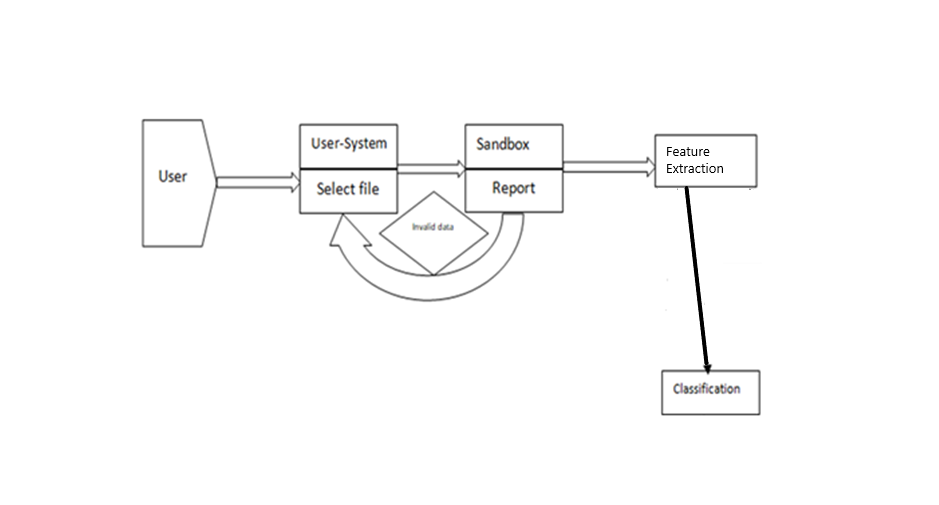 User
User-System
Select file
Sandbox
Report
Invalid data
Feature
Extraction
Classification